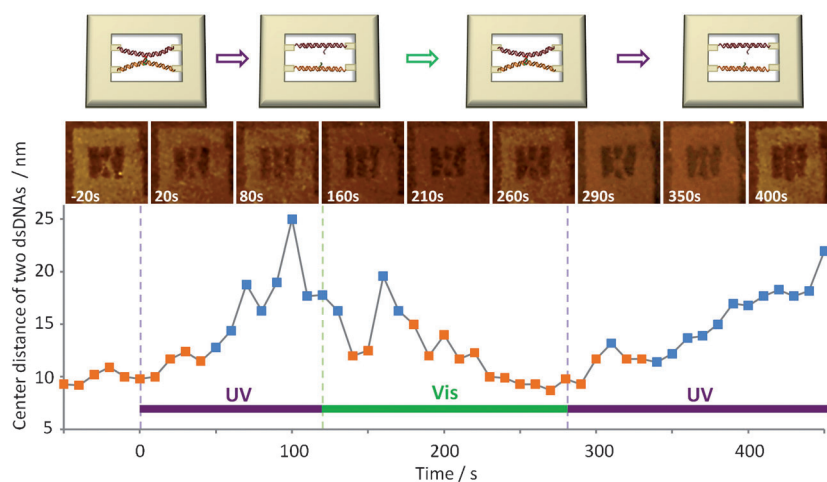 -20s 20s 80s 160s 210s 260s 290s 350s 400s
Center distance of two dsDNAs / nm
25
20
15
10
5
UV Vis UV
0 100 200 300 400
Time / s